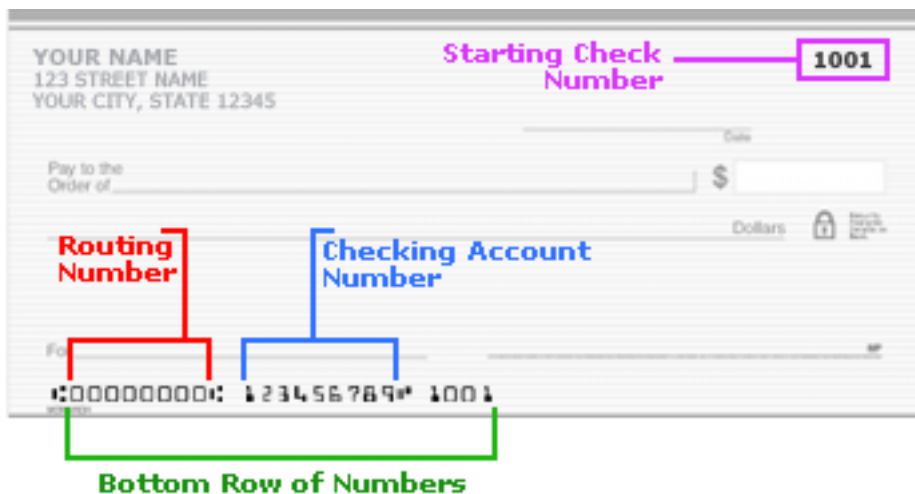 YOUR NAME
123 STREET NAME
YOUR CITY, STATE 12345
Starting Check
Number
1001
Date
Pay to the
Order of
$
Dollars
Routing
Number
Checking Account
Number
For
MP
⑆000000000⑆ 123456789⑈ 1001
Bottom Row of Numbers